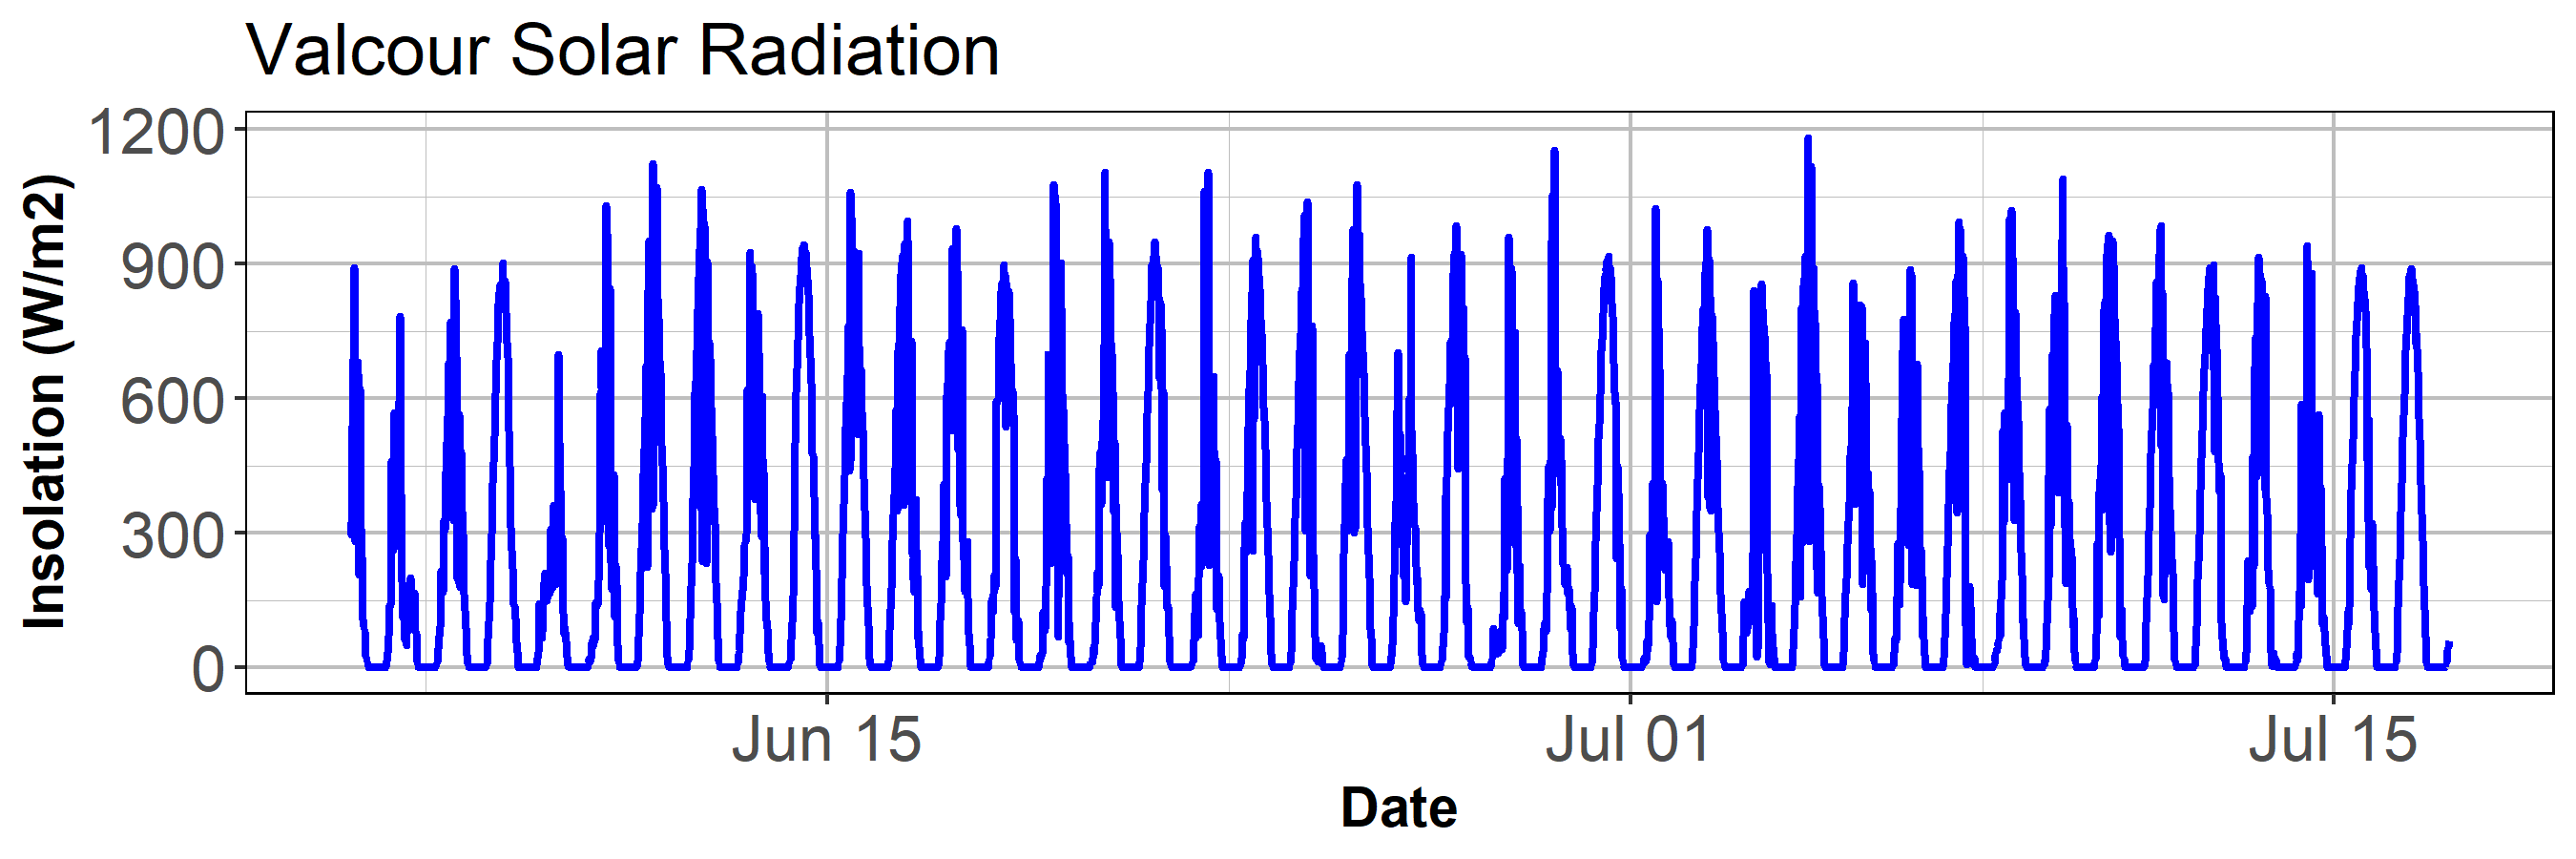 Valcour Solar Radiation
1200
900
600
300
0
Insolation (W/m2)
Jun 15
Jul 01
Jul 15
Date